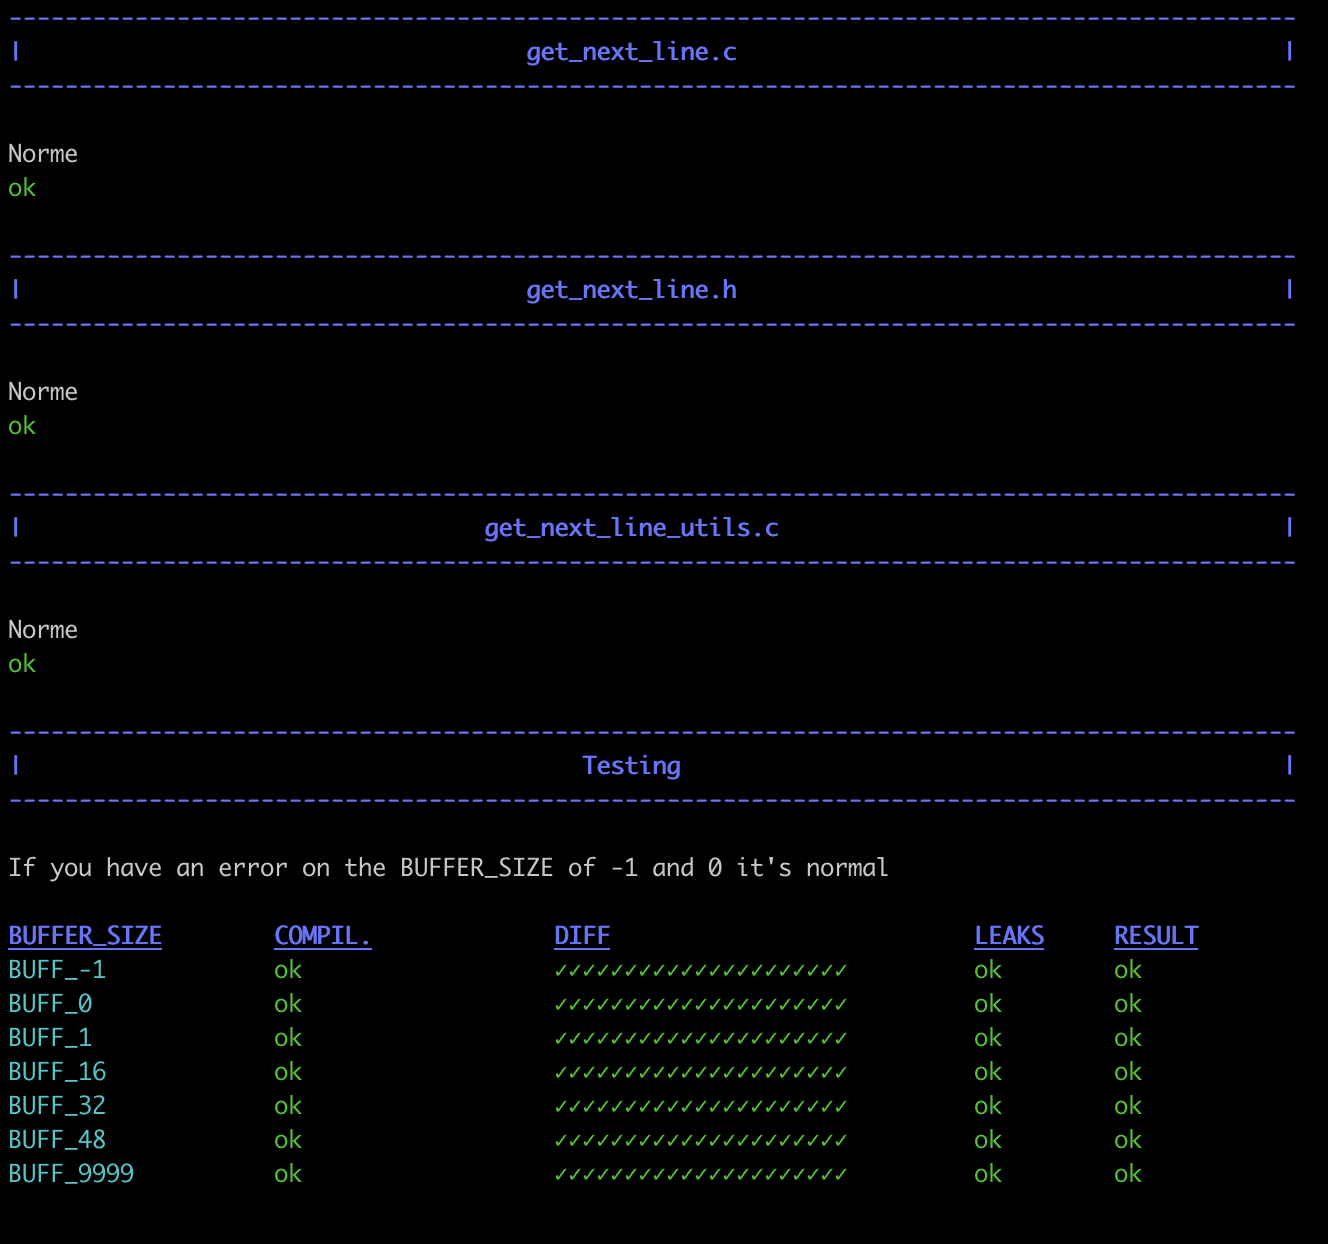 --------------------------------------------------------------------------------------------
| get_next_line.c |
--------------------------------------------------------------------------------------------
Norme
ok
--------------------------------------------------------------------------------------------
| get_next_line.h |
--------------------------------------------------------------------------------------------
Norme
ok
--------------------------------------------------------------------------------------------
| get_next_line_utils.c |
--------------------------------------------------------------------------------------------
Norme
ok
--------------------------------------------------------------------------------------------
| Testing |
--------------------------------------------------------------------------------------------
If you have an error on the BUFFER_SIZE of -1 and 0 it's normal
BUFFER_SIZE COMPIL. DIFF LEAKS RESULT
BUFF_-1 ok ✓✓✓✓✓✓✓✓✓✓✓✓✓✓✓✓✓✓✓✓✓ ok ok
BUFF_0 ok ✓✓✓✓✓✓✓✓✓✓✓✓✓✓✓✓✓✓✓✓✓ ok ok
BUFF_1 ok ✓✓✓✓✓✓✓✓✓✓✓✓✓✓✓✓✓✓✓✓✓ ok ok
BUFF_16 ok ✓✓✓✓✓✓✓✓✓✓✓✓✓✓✓✓✓✓✓✓✓ ok ok
BUFF_32 ok ✓✓✓✓✓✓✓✓✓✓✓✓✓✓✓✓✓✓✓✓✓ ok ok
BUFF_48 ok ✓✓✓✓✓✓✓✓✓✓✓✓✓✓✓✓✓✓✓✓✓ ok ok
BUFF_9999 ok ✓✓✓✓✓✓✓✓✓✓✓✓✓✓✓✓✓✓✓✓✓ ok ok